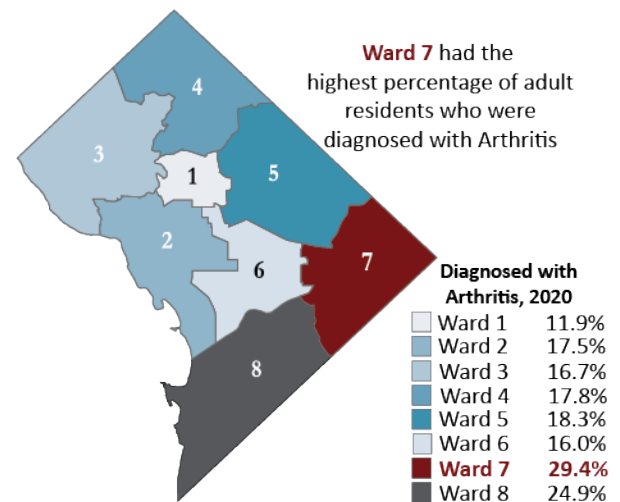 Ward 7 had the
highest percentage of adult
residents who were
diagnosed with Arthritis
4
3
1
5
2
6
7
8
Diagnosed with
Arthritis, 2020
Ward 1 11.9%
Ward 2 17.5%
Ward 3 16.7%
Ward 4 17.8%
Ward 5 18.3%
Ward 6 16.0%
Ward 7 29.4%
Ward 8 24.9%